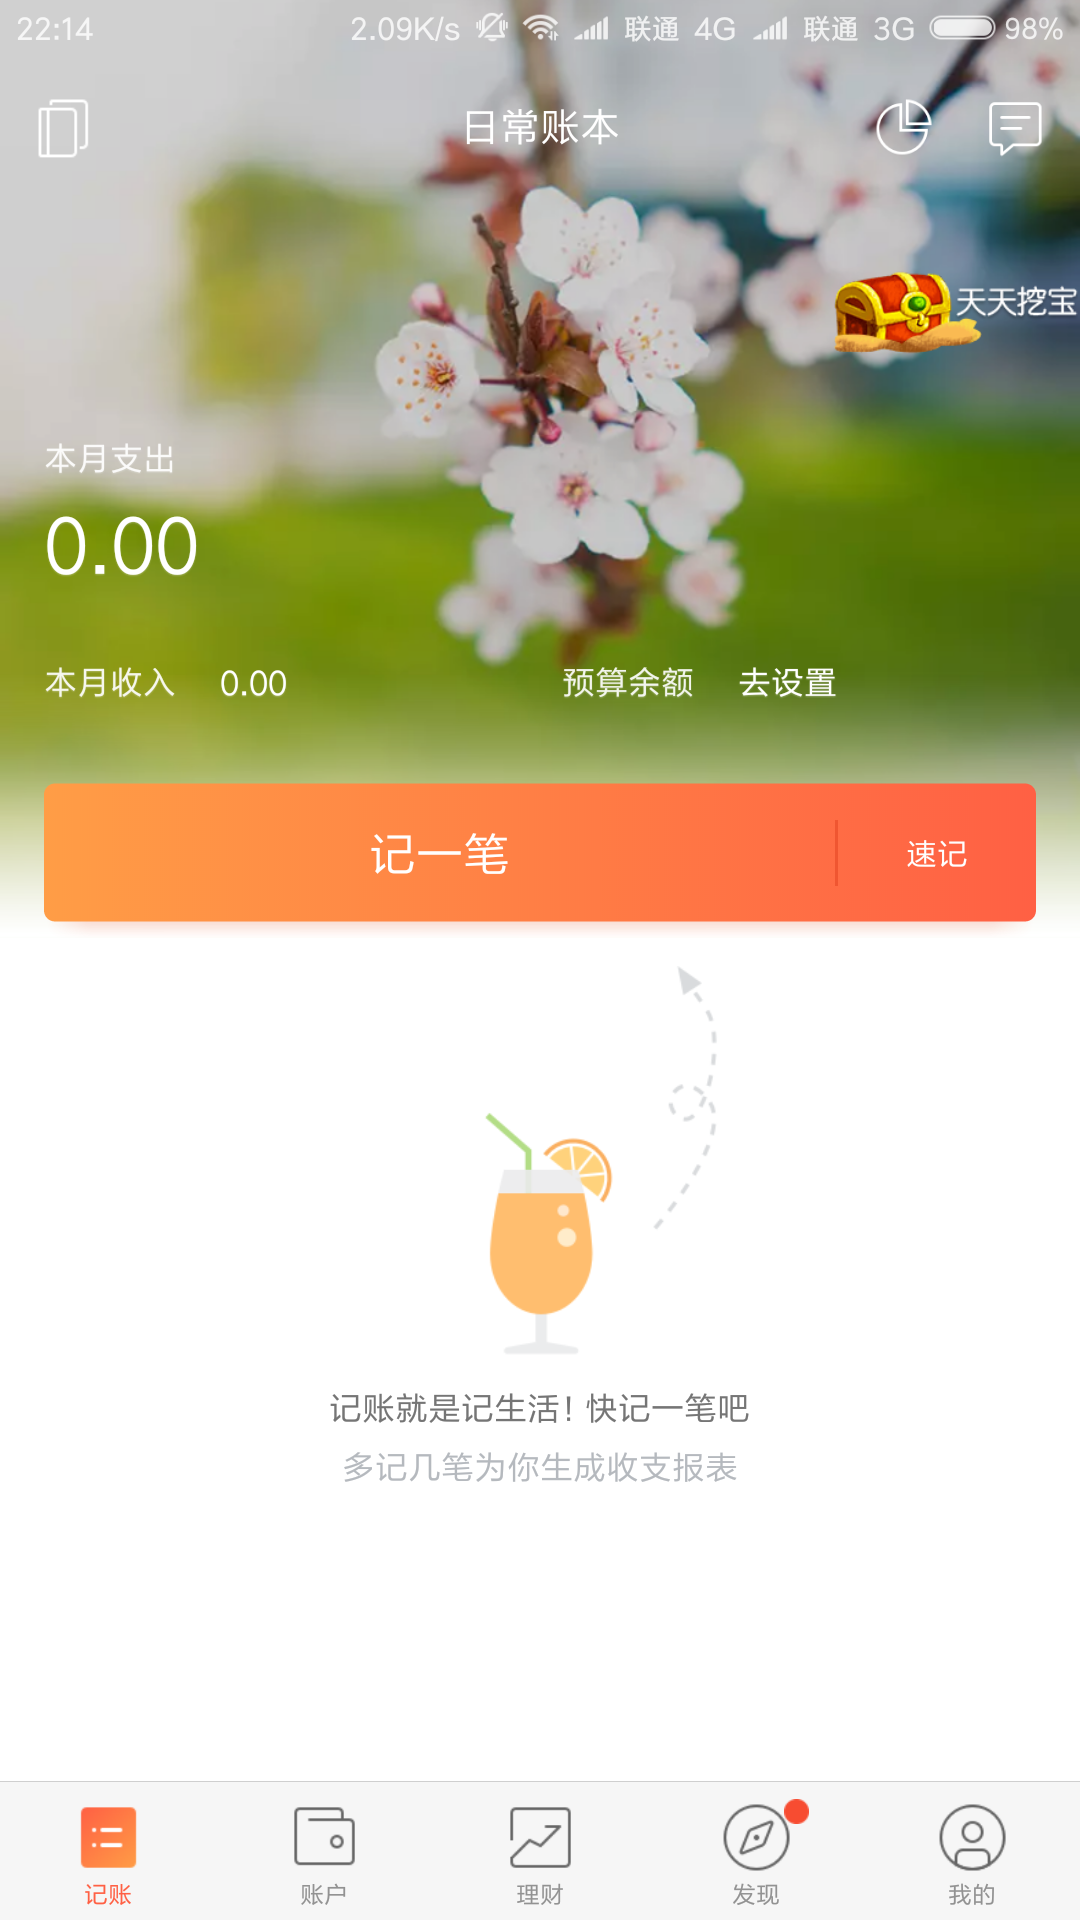 22:14 2.09K/s 联通 4G 联通 3G 98%
日常账本
天天挖宝
本月支出
0.00
本月收入 0.00 预算余额 去设置
记一笔 速记
记账就是记生活！快记一笔吧
多记几笔为你生成收支报表
记账 账户 理财 发现 我的